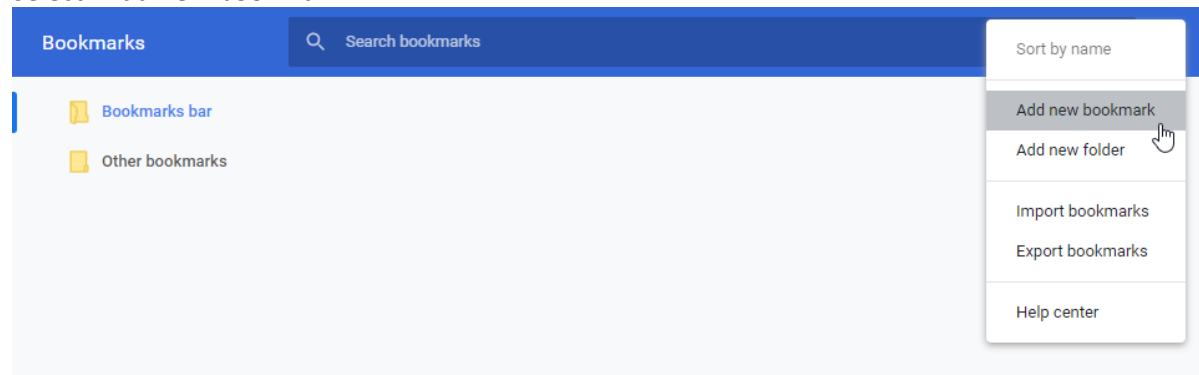 Bookmarks
Search bookmarks
Sort by name
Bookmarks bar
Add new bookmark
Other bookmarks
Add new folder
Import bookmarks
Export bookmarks
Help center